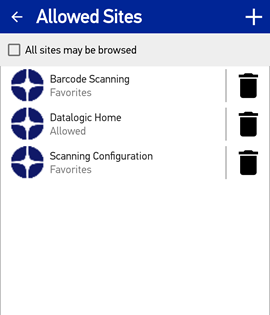 Allowed Sites
All sites may be browsed
Barcode Scanning
Favorites
Datalogic Home
Allowed
Scanning Configuration
Favorites